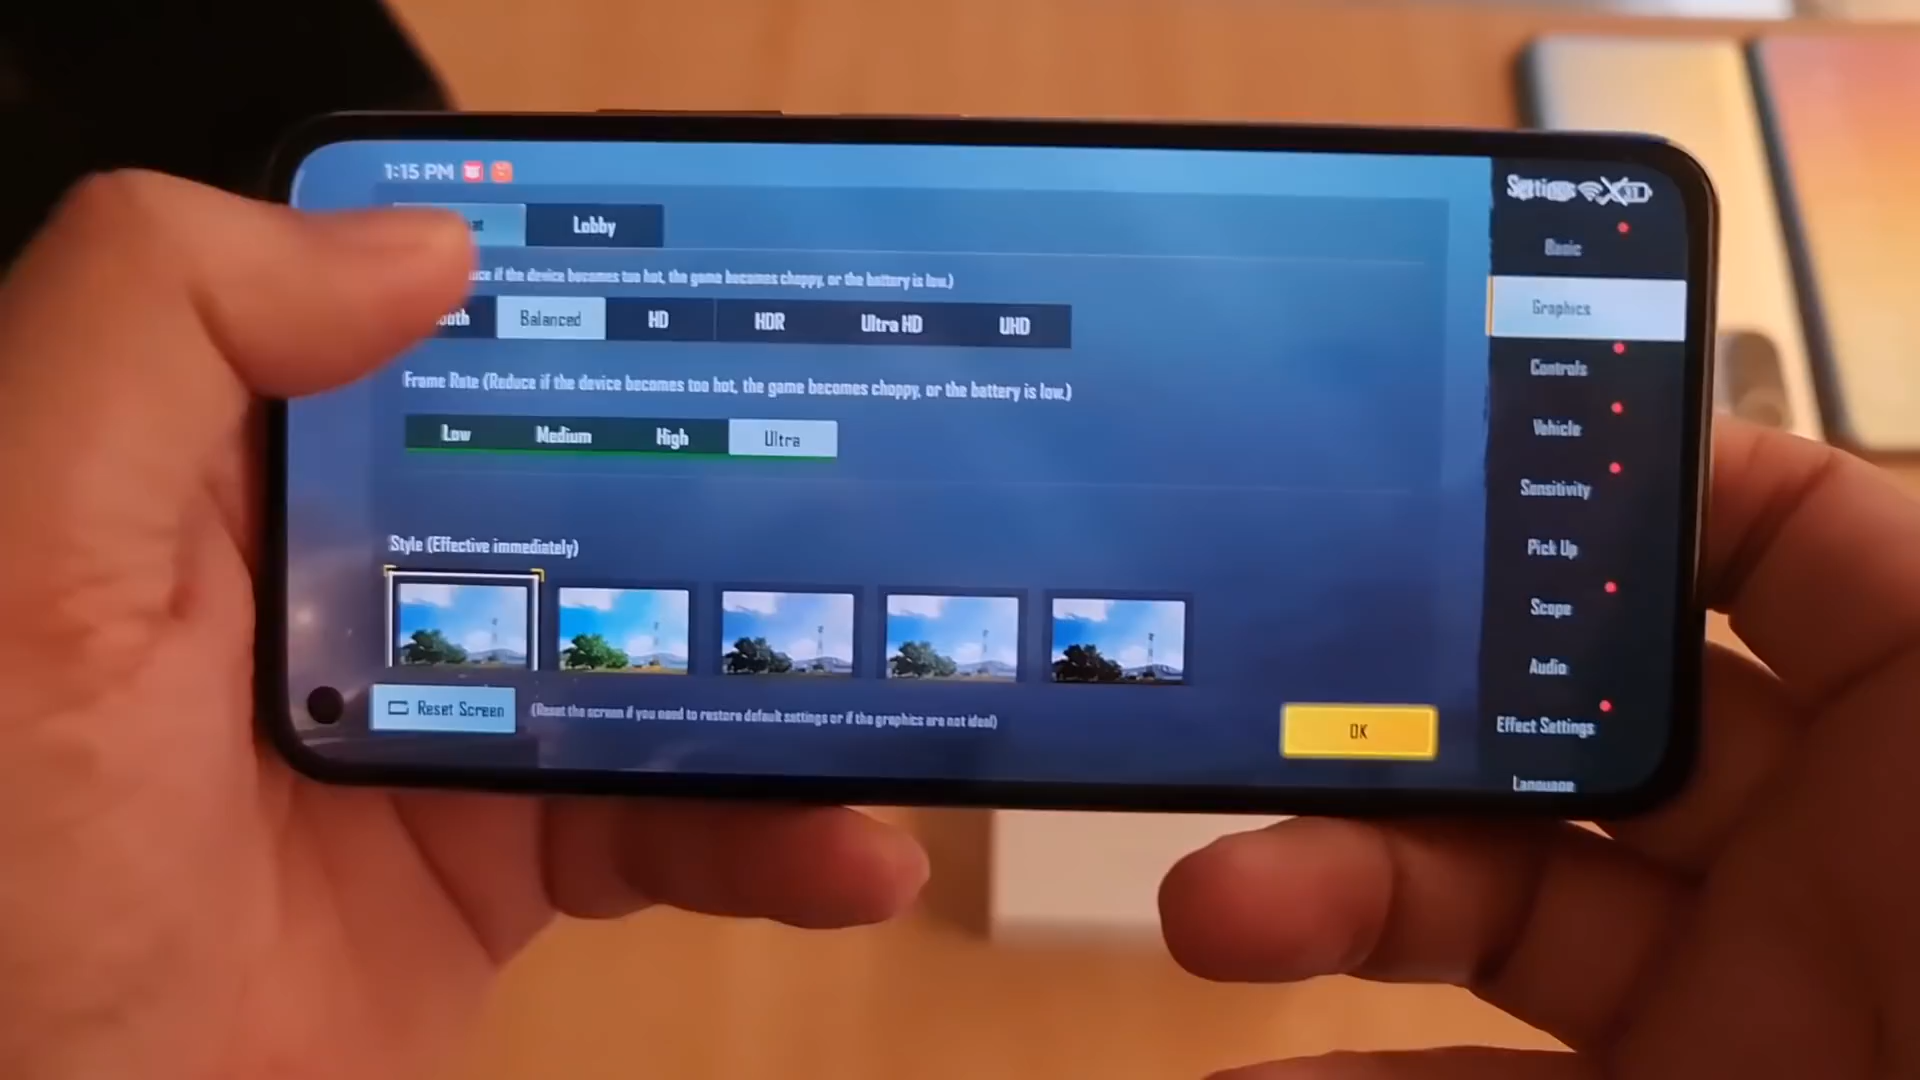 1:15 PM
Settings
Lobby
if the device becomes too hot, the game becomes choppy, or the battery is low.)
Balanced HD HDR Ultra HD UHD
Frame Rate (Reduce if the device becomes too hot, the game becomes choppy, or the battery is low.)
Low Medium High Ultra
Style (Effective immediately)
Reset Screen
(Reset the screen if you need to restore default settings or if the graphics are not ideal)
OK
Basic
Graphics
Controls
Vehicle
Sensitivity
Pick Up
Scope
Audio
Effect Settings
Language